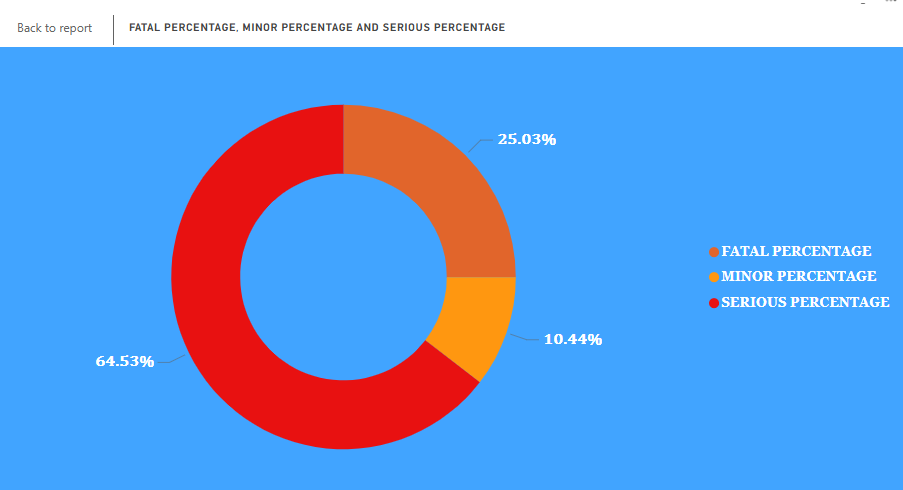 Back to report
FATAL PERCENTAGE, MINOR PERCENTAGE AND SERIOUS PERCENTAGE
25.03%
FATAL PERCENTAGE
MINOR PERCENTAGE
SERIOUS PERCENTAGE
10.44%
64.53%